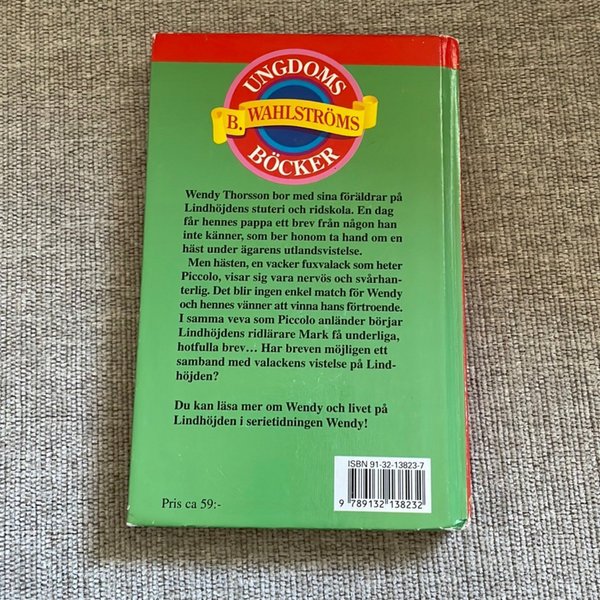 UNGDOMS
B. WAHLSTRÖMS
BÖCKER
Wendy Thorsson bor med sina föräldrar på
Lindhöjdens stuteri och ridskola. En dag
får hennes pappa ett brev från någon han
inte känner, som ber honom ta hand om en
häst under ägarens utlandsvistelse.
Men hästen, en vacker fuxvalack som heter
Piccolo, visar sig vara nervös och svårhan-
terlig. Det blir ingen enkel match för Wendy
och hennes vänner att vinna hans förtroende.
I samma veva som Piccolo anländer börjar
Lindhöjdens ridlärare Mark få underliga,
hotfulla brev… Har breven möjligen ett
samband med valackens vistelse på Lind-
höjden?
Du kan läsa mer om Wendy och livet på
Lindhöjden i serietidningen Wendy!
ISBN 91-32-13823-7
9 789132 138232
Pris ca 59:-